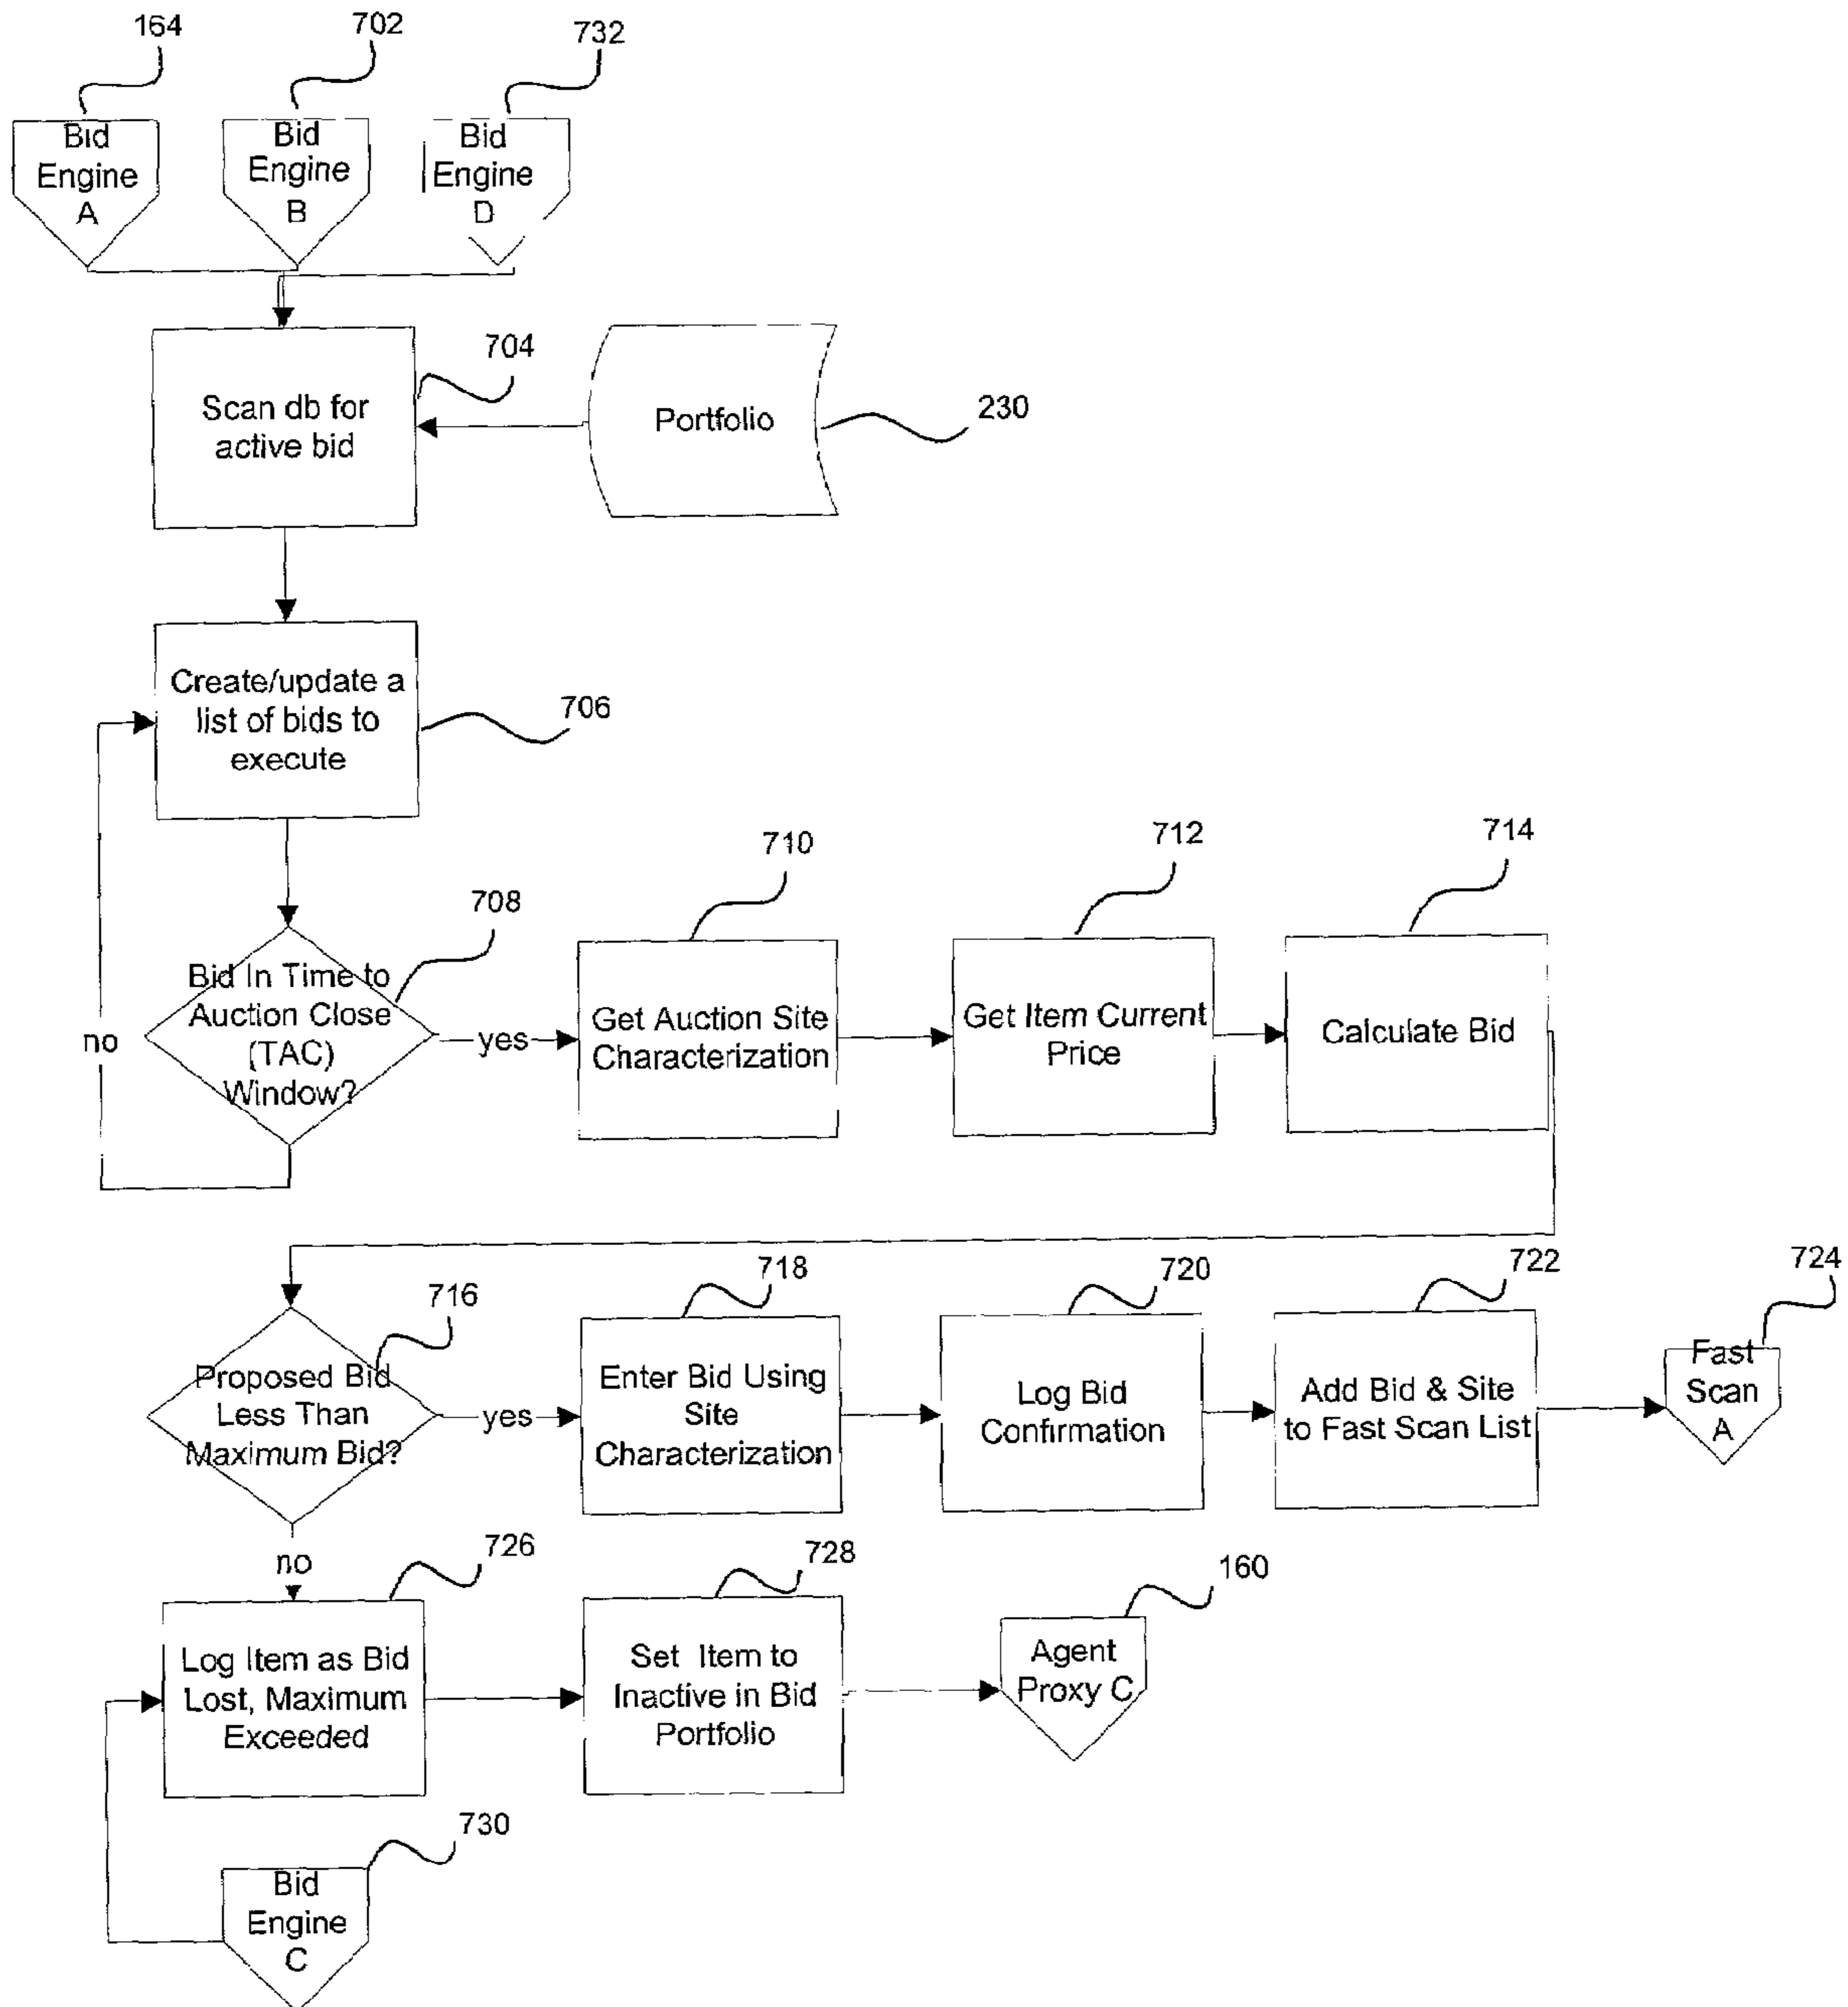 164
702
732
Bid
Engine
A
Bid
Engine
B
Bid
Engine
D
704
Scan db for
active bid
Portfolio
230
Create/update a
list of bids to
execute
706
708
710
712
714
Bid In Time to
Auction Close
(TAC)
Window?
no
yes
Get Auction Site
Characterization
Get Item Current
Price
Calculate Bid
716
718
720
722
724
Proposed Bid
Less Than
Maximum Bid?
yes
Enter Bid Using
Site
Characterization
Log Bid
Confirmation
Add Bid & Site
to Fast Scan List
Fast
Scan
A
no
726
728
160
Log Item as Bid
Lost, Maximum
Exceeded
Set Item to
Inactive in Bid
Portfolio
Agent
Proxy C
730
Bid
Engine
C